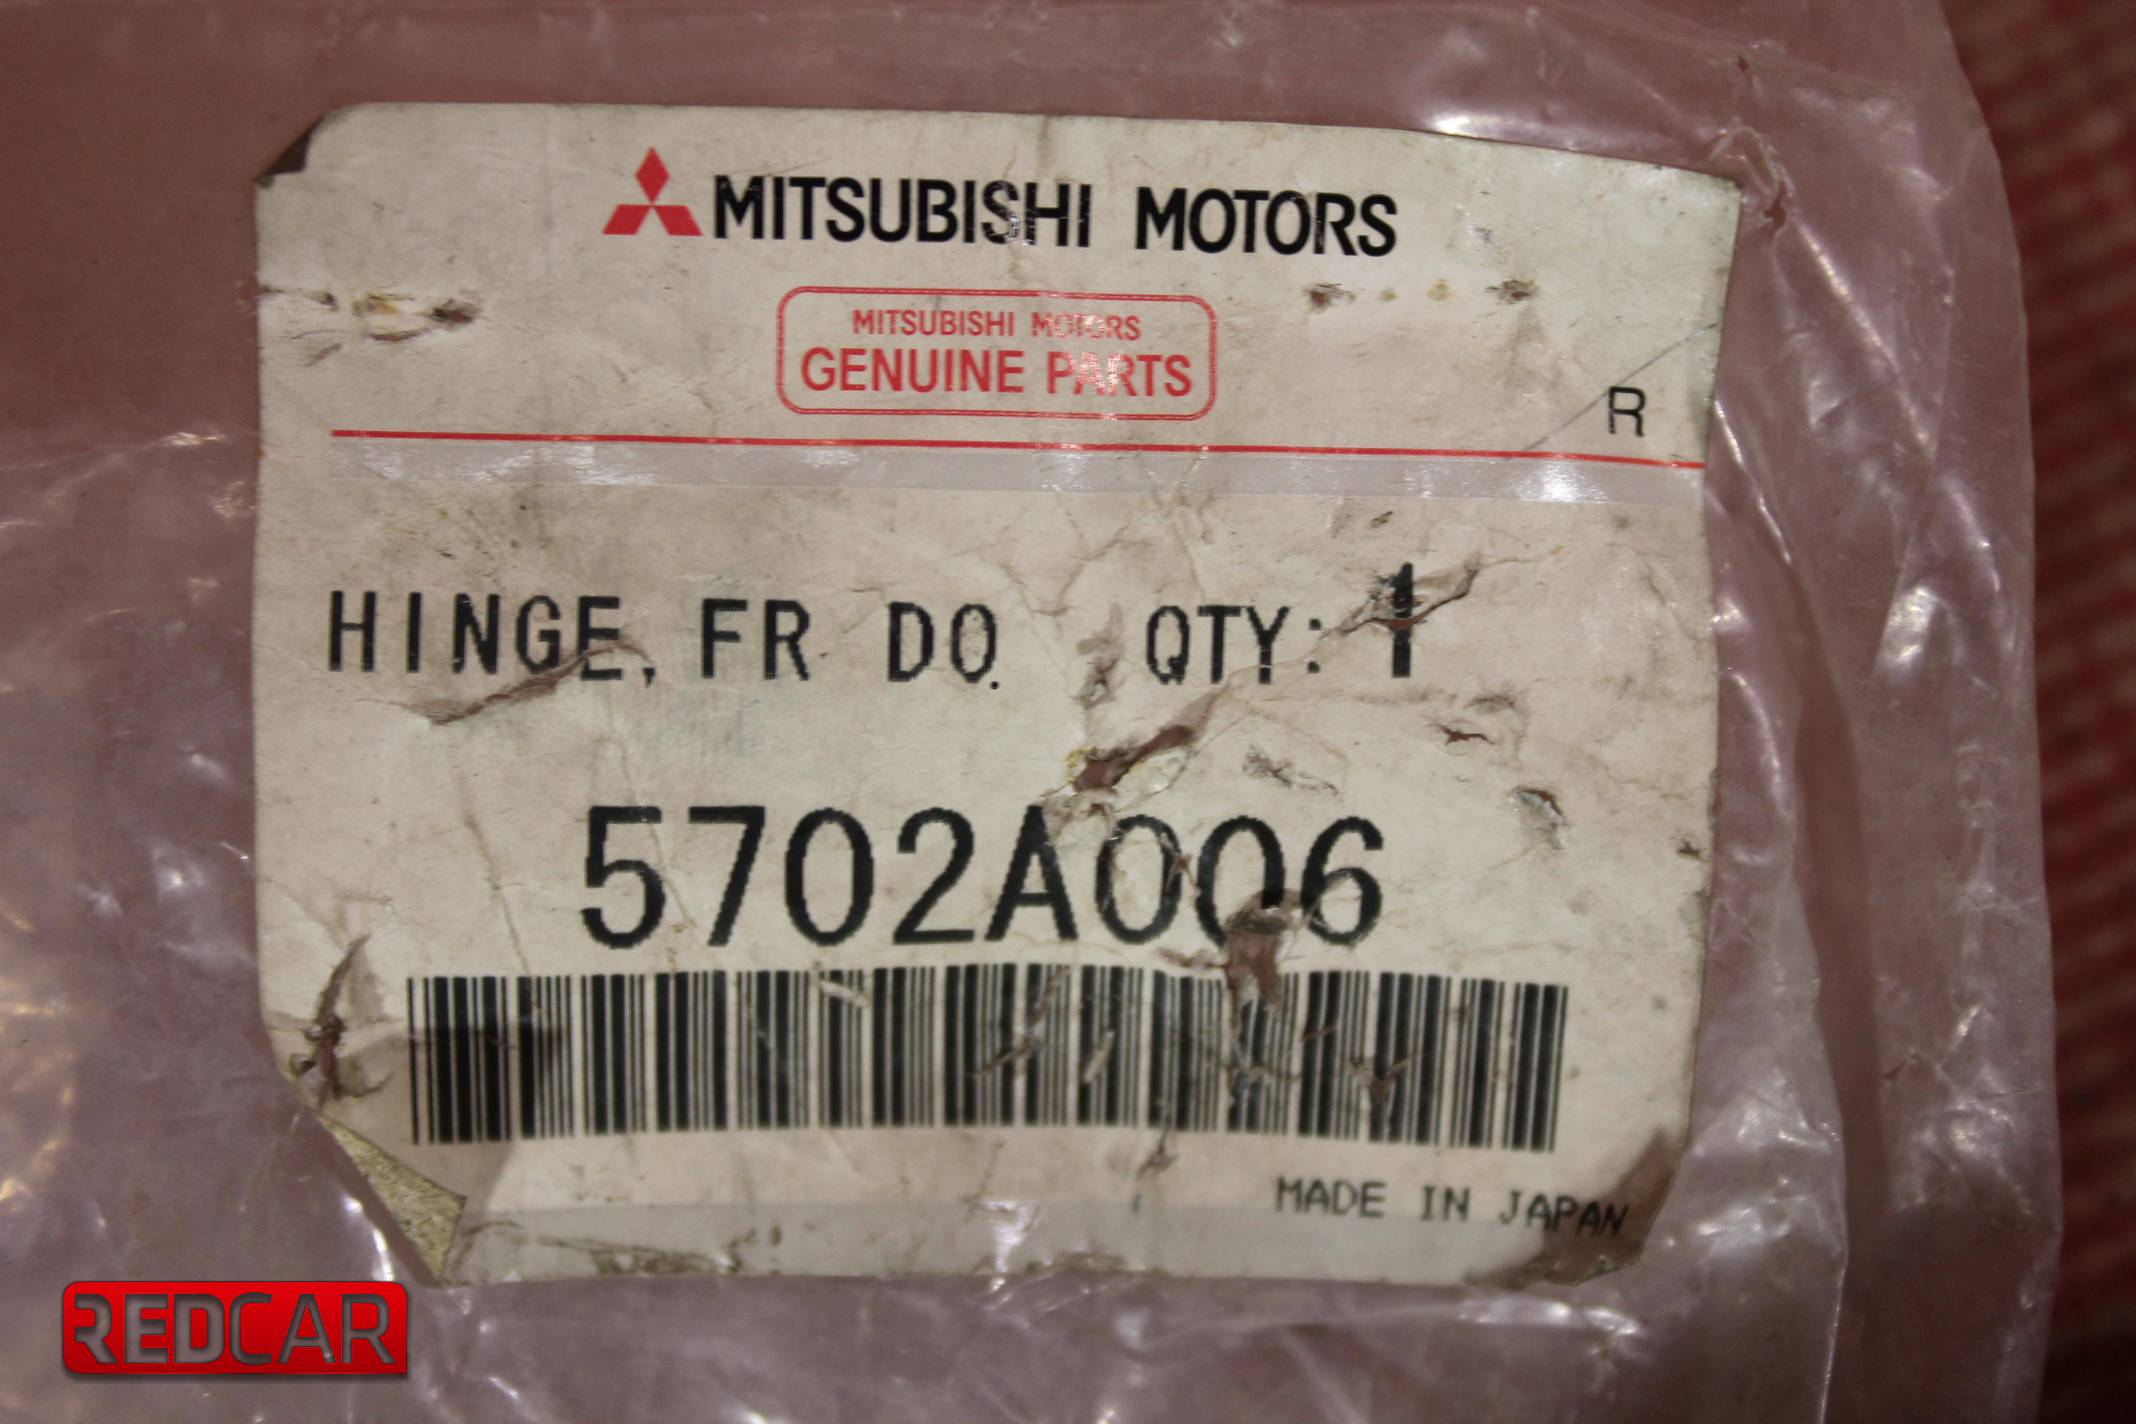 MITSUBISHI MOTORS
MITSUBISHI MOTORS
GENUINE PARTS
R
HINGE, FR DO. QTY: 1
5702A006
MADE IN JAPAN
REDCAR